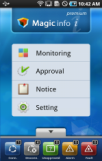 10:42 AM
premium
Magic info i
Monitoring
Approval
Notice
Setting